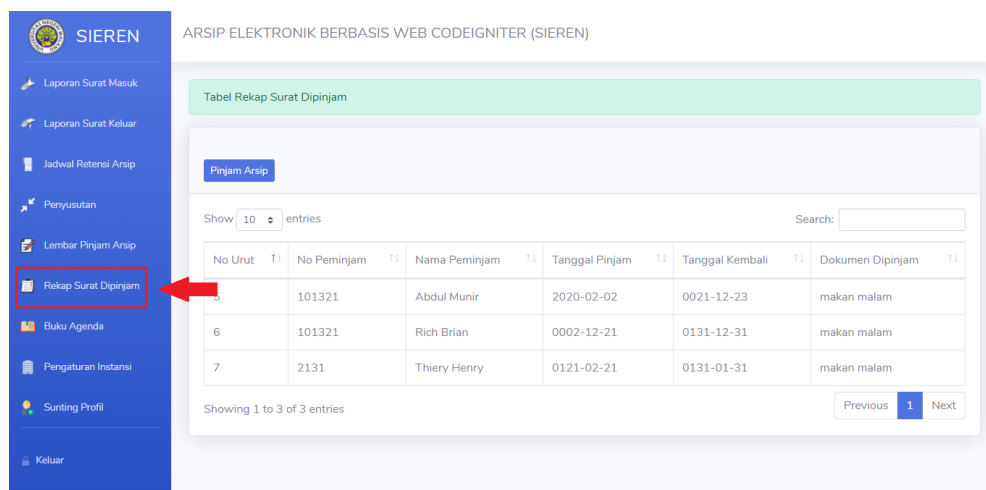 SIEREN
Laporan Surat Masuk
Laporan Surat Keluar
Jadwal Retensi Arsip
Penyusutan
Lembar Pinjam Arsip
Rekap Surat Dipinjam
Buku Agenda
Pengaturan Instansi
Sunting Profil
Keluar
ARSIP ELEKTRONIK BERBASIS WEB CODEIGNITER (SIEREN)
Tabel Rekap Surat Dipinjam
Pinjam Arsip
Show 10 entries Search:
No Urut No Peminjam Nama Peminjam Tanggal Pinjam Tanggal Kembali Dokumen Dipinjam
5 101321 Abdul Munir 2020-02-02 0021-12-23 makan malam
6 101321 Rich Brian 0002-12-21 0131-12-31 makan malam
7 2131 Thiery Henry 0121-02-21 0131-01-31 makan malam
Showing 1 to 3 of 3 entries Previous 1 Next